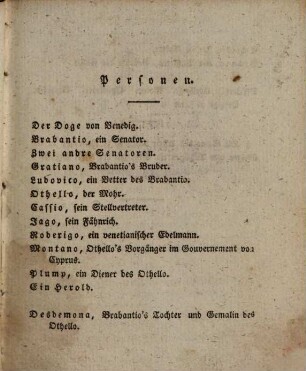 Personen.
Der Doge von Venedig.
Brabantio, ein Senator.
Zwei andre Senatoren.
Gratiano, Brabantio's Bruder.
Ludovico, ein Vetter des Brabantio.
Othello, der Mohr.
Cassio, sein Stellvertreter.
Jago, sein Fähnrich.
Roderigo, ein venetianischer Edelmann.
Montano, Othello's Vorgänger im Gouvernement von
Cyprus.
Plump, ein Diener des Othello.
Ein Herold.
Desdemona, Brabantio's Tochter und Gemalin des
Othello.